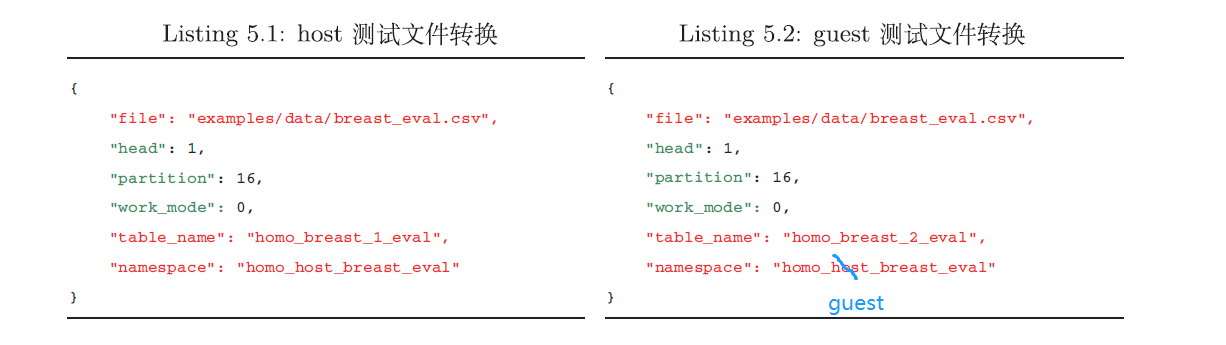 Listing 5.1: host 测试文件转换
{
"file": "examples/data/breast_eval.csv",
"head": 1,
"partition": 16,
"work_mode": 0,
"table_name": "homo_breast_1_eval",
"namespace": "homo_host_breast_eval"
}
Listing 5.2: guest 测试文件转换
{
"file": "examples/data/breast_eval.csv",
"head": 1,
"partition": 16,
"work_mode": 0,
"table_name": "homo_breast_2_eval",
"namespace": "homo_host_breast_eval"
guest
}